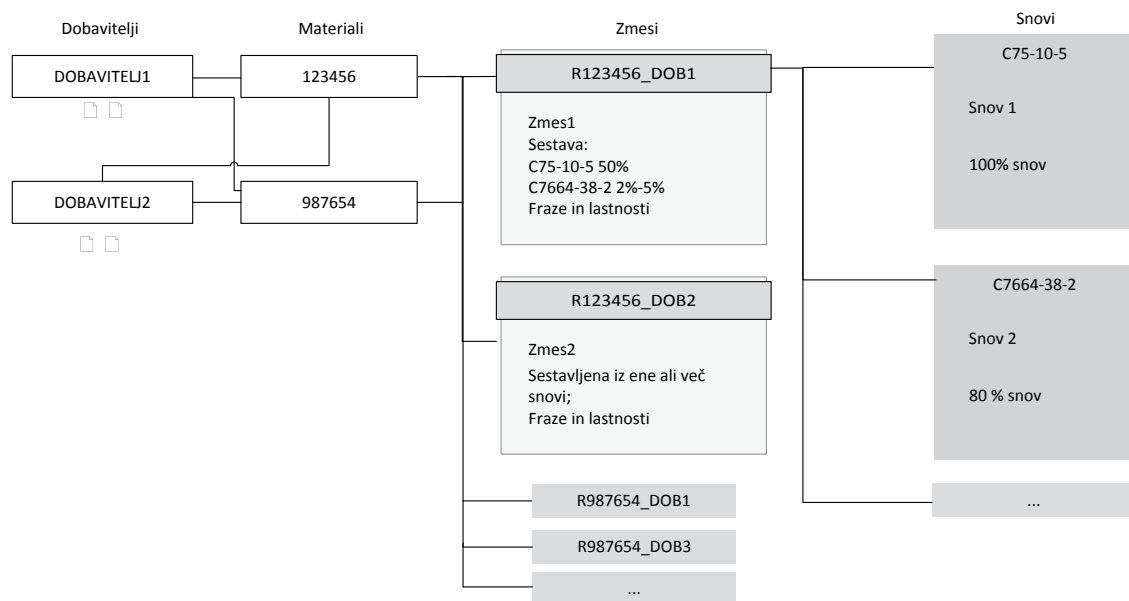 Dobavitelji
Materiali
Zmesi
Snovi
DOBAVITELJ1
123456
DOBAVITELJ2
987654
R123456_DOB1
Zmes1
Sestava:
C75-10-5 50%
C7664-38-2 2%-5%
Fraze in lastnosti
R123456_DOB2
Zmes2
Sestavljena iz ene ali več
snovi;
Fraze in lastnosti
R987654_DOB1
R987654_DOB3
...
C75-10-5
Snov 1
100% snov
C7664-38-2
Snov 2
80 % snov
...